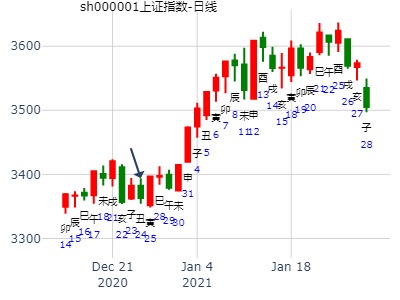 sh000001上证指数-日线
3600
3500
3400
3300
卯 辰 巳 午 未 戌 亥 子 丑 寅 巳 午 未 申 子 丑 寅 卯 辰 未 申 酉 戌 亥 寅 卯 辰 巳 午 酉 戌 亥 子
14 15 16 17 18 21 22 23 24 25 28 29 30 31 4 5 6 7 8 11 12 13 14 15 18 19 20 21 22 25 26 27 28
Dec 21
2020
Jan 4
2021
Jan 18